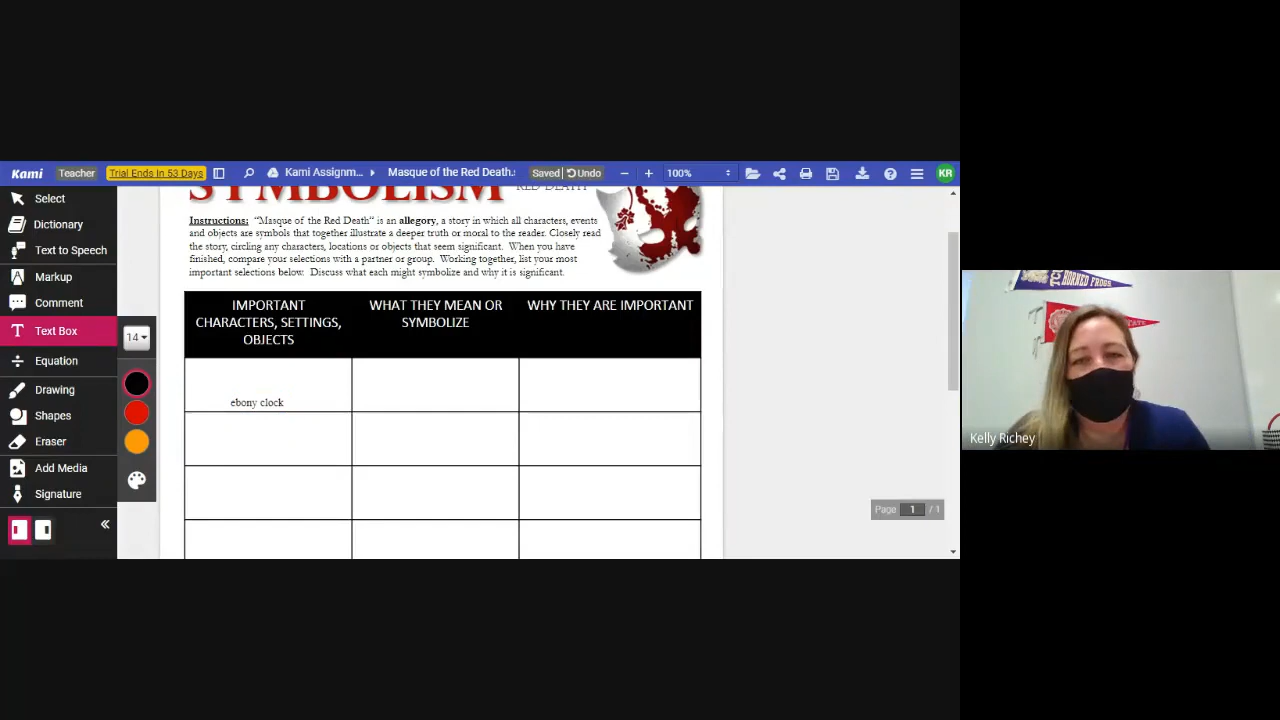 Kami Teacher Trial Ends In 53 Days Kami Assignm... Masque of the Red Death. Saved Undo 100% KR
Select
Dictionary
Text to Speech
Markup
Comment
Text Box
Equation
Drawing
Shapes
Eraser
Add Media
Signature
14
SYMBOLISM RED DEATH
Instructions: "Masque of the Red Death" is an allegory, a story in which all characters, events
and objects are symbols that together illustrate a deeper truth or moral to the reader. Closely read
the story, circling any characters, locations or objects that seem significant. When you have
finished, compare your selections with a partner or group. Working together, list your most
important selections below. Discuss what each might symbolize and why it is significant.
IMPORTANT
CHARACTERS, SETTINGS,
OBJECTS
WHAT THEY MEAN OR
SYMBOLIZE
WHY THEY ARE IMPORTANT
ebony clock
Page 1 / 1
HORNED FROGS
Kelly Richey